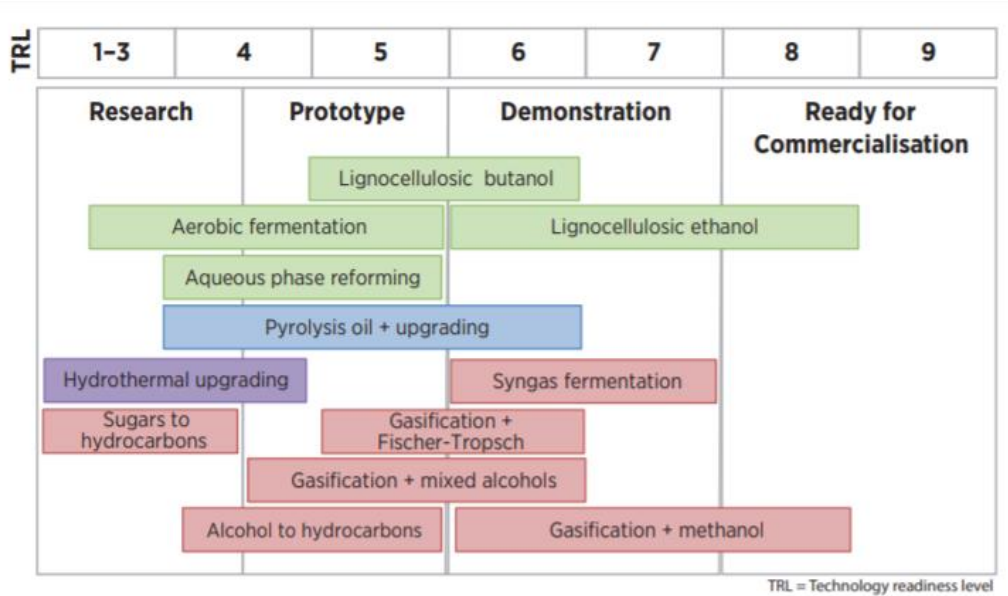 TRL
1–3 4 5 6 7 8 9
Research Prototype Demonstration Ready for
Commercialisation
Lignocellulosic butanol
Aerobic fermentation Lignocellulosic ethanol
Aqueous phase reforming
Pyrolysis oil + upgrading
Hydrothermal upgrading Syngas fermentation
Sugars to
hydrocarbons
Gasification +
Fischer-Tropsch
Gasification + mixed alcohols
Alcohol to hydrocarbons Gasification + methanol
TRL = Technology readiness level